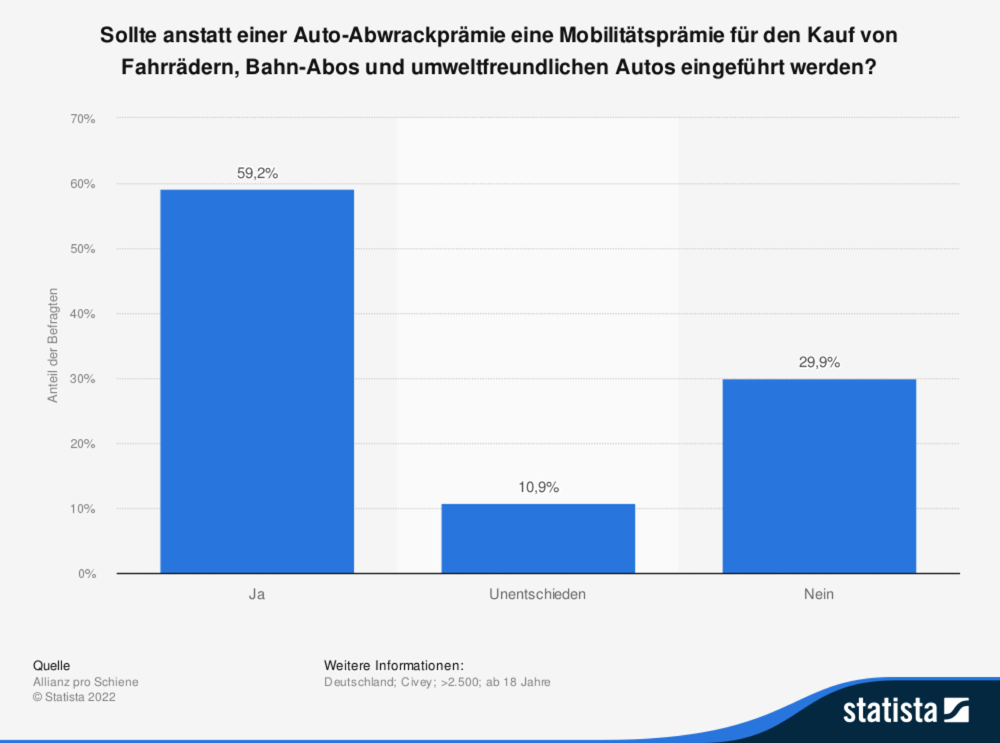 Sollte anstatt einer Auto-Abwrackprämie eine Mobilitätsprämie für den Kauf von
Fahrrädern, Bahn-Abos und umweltfreundlichen Autos eingeführt werden?
Anteil der Befragten
70%
60%
50%
40%
30%
20%
10%
0%
59,2%
10,9%
29,9%
Ja
Unentschieden
Nein
Quelle
Allianz pro Schiene
© Statista 2022
Weitere Informationen:
Deutschland; Civey; >2.500; ab 18 Jahre
statista